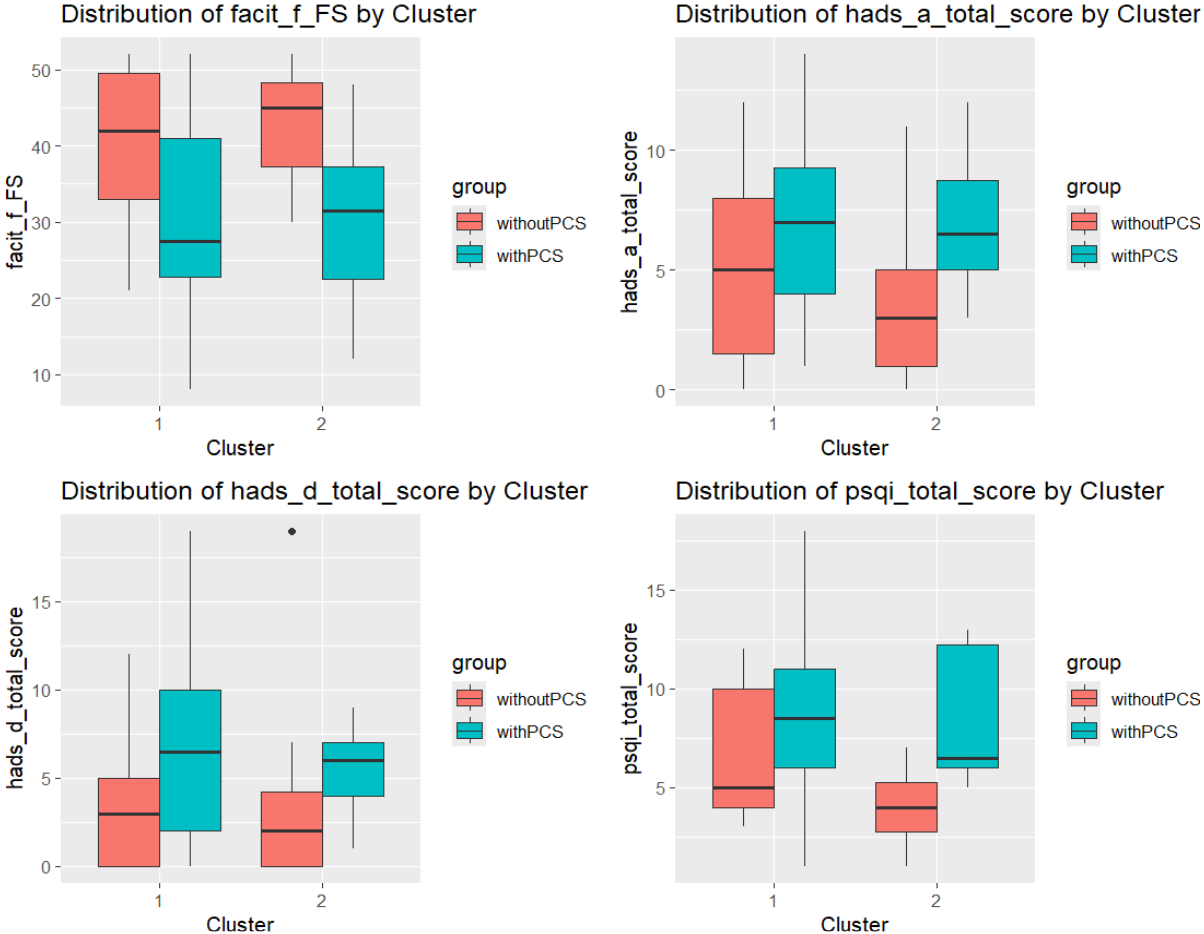 Distribution of facit_f_FS by Cluster
50
40
30
20
10
facit_f_FS
1
2
Cluster
group
withoutPCS
withPCS
Distribution of hads_a_total_score by Cluster
10
5
0
hads_a_total_score
1
2
Cluster
group
withoutPCS
withPCS
Distribution of hads_d_total_score by Cluster
15
10
5
0
hads_d_total_score
1
2
Cluster
group
withoutPCS
withPCS
Distribution of psqi_total_score by Cluster
15
10
5
psqi_total_score
1
2
Cluster
group
withoutPCS
withPCS